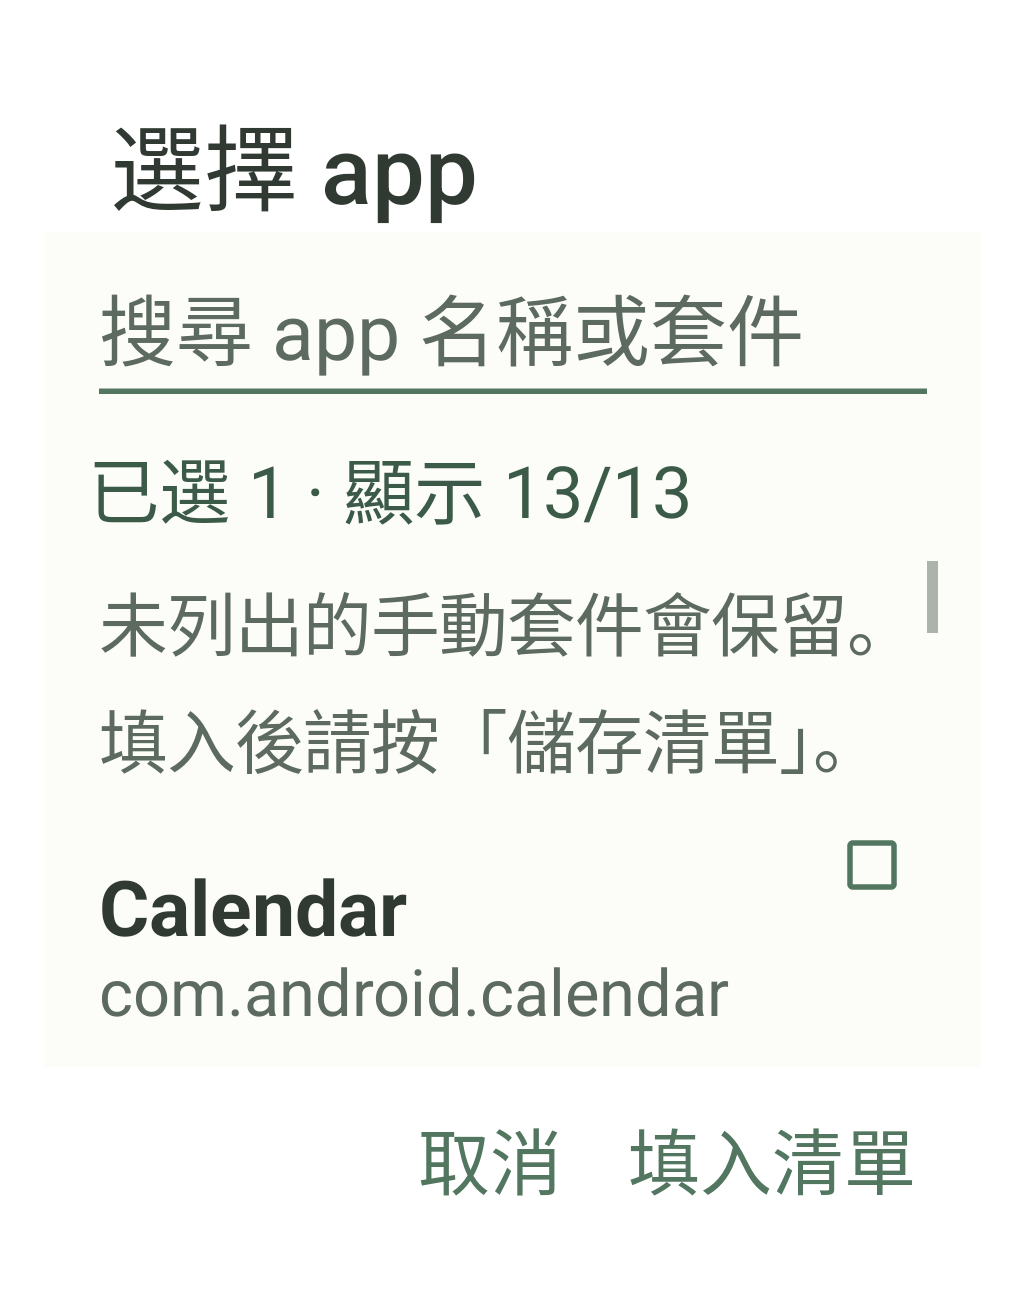 選擇 app
搜尋 app 名稱或套件
已選 1 · 顯示 13/13
未列出的手動套件會保留。
填入後請按「儲存清單」。
Calendar
com.android.calendar
取消 填入清單